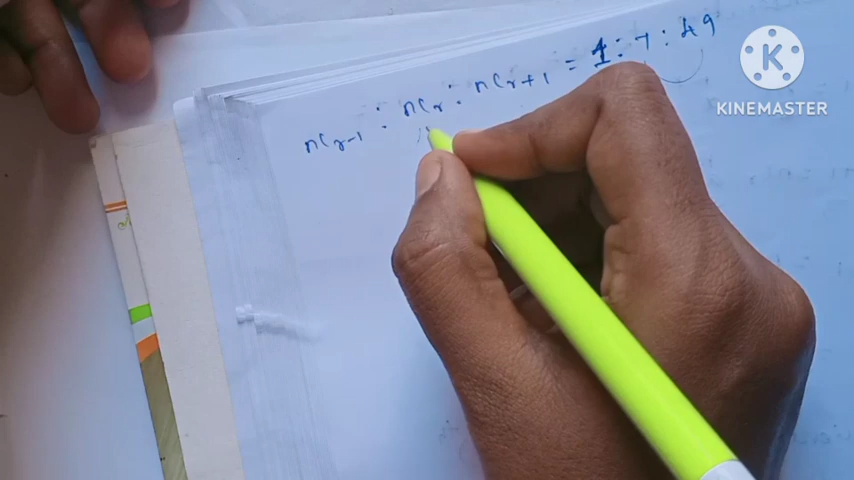 nCr-1 : nCr : nCr+1 = 1 : 7 : 49
KINEMASTER